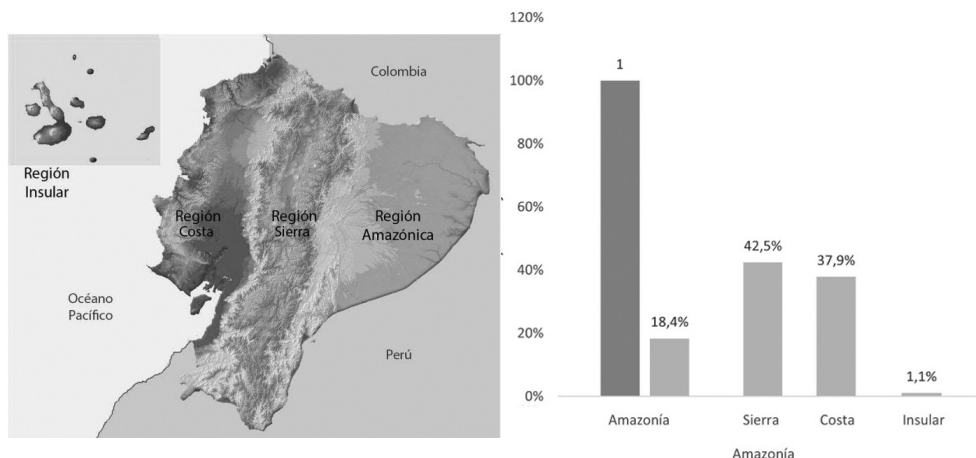 Colombia
Región
Insular
Región
Costa
Región
Sierra
Región
Amazónica
Océano
Pacífico
Perú
120%
100%
80%
60%
40%
20%
0%
1
18,4%
42,5%
37,9%
1,1%
Amazonía
Sierra
Costa
Insular
Amazonía